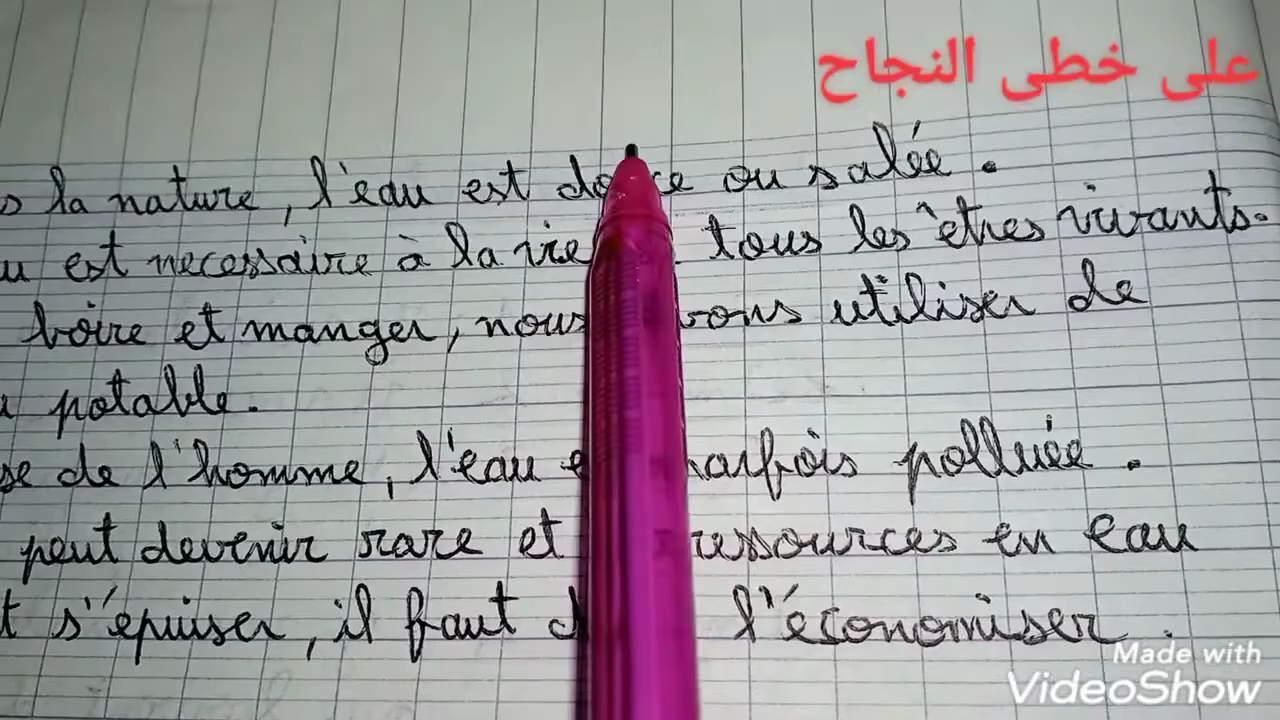 على خطى النجاح
la nature, l'eau est ou salée.
est necessaire à la vie tous les êtres vivants.
boire et manger, nous utiliser de
potable.
de l'homme, l'eau parfois polluée.
peut devenir rare et ressources en eau
s'épuiser, il faut l'économiser.
Made with
VideoShow